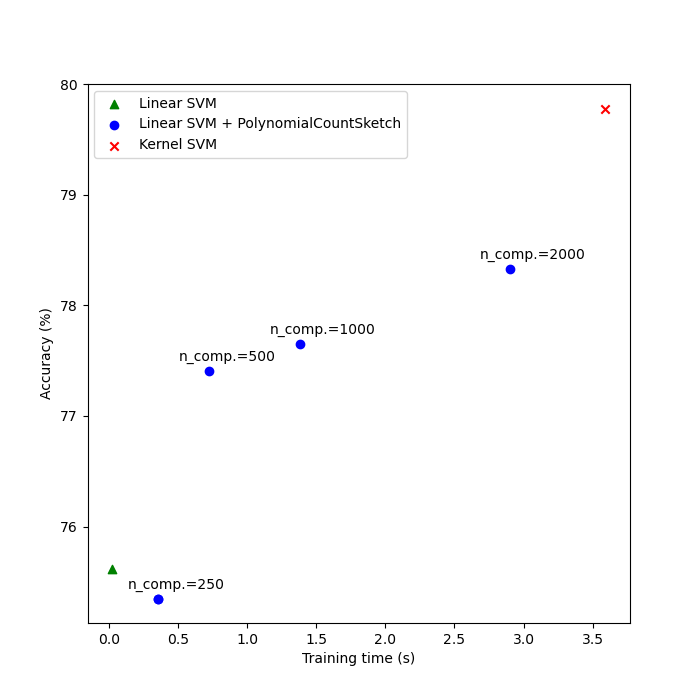 80
79
78
77
76
Accuracy (%)
Linear SVM
Linear SVM + PolynomialCountSketch
Kernel SVM
n_comp.=2000
n_comp.=1000
n_comp.=500
n_comp.=250
0.0 0.5 1.0 1.5 2.0 2.5 3.0 3.5
Training time (s)